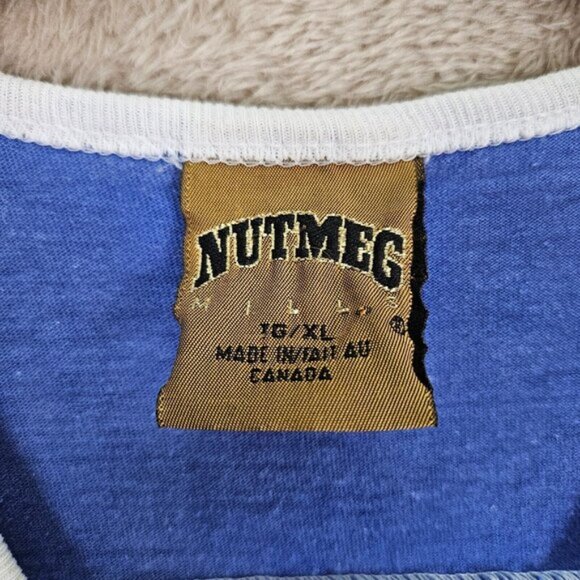 NUTMEG
MILLS
®
TG/XL
MADE IN/FAIT AU
CANADA